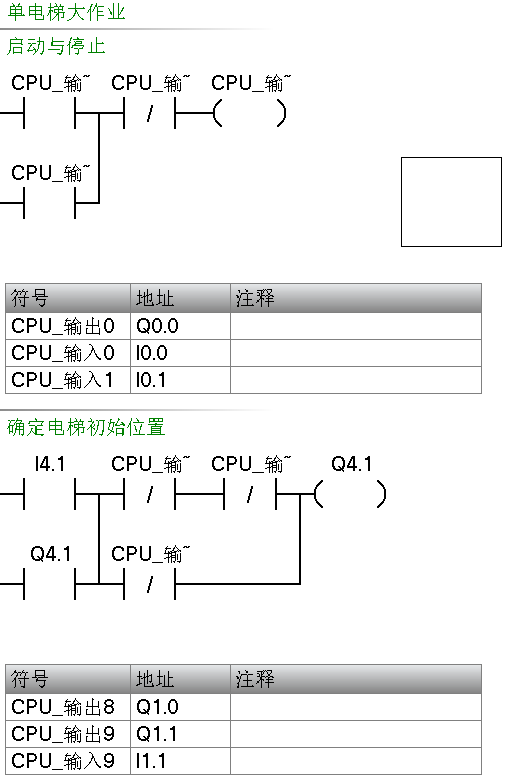 单电梯大作业
启动与停止
CPU_输~ CPU_输~ CPU_输~
/
CPU_输~
符号 地址 注释
CPU_输出0 Q0.0
CPU_输入0 I0.0
CPU_输入1 I0.1
确定电梯初始位置
I4.1 CPU_输~ CPU_输~ Q4.1
/ /
Q4.1 CPU_输~
/
符号 地址 注释
CPU_输出8 Q1.0
CPU_输出9 Q1.1
CPU_输入9 I1.1